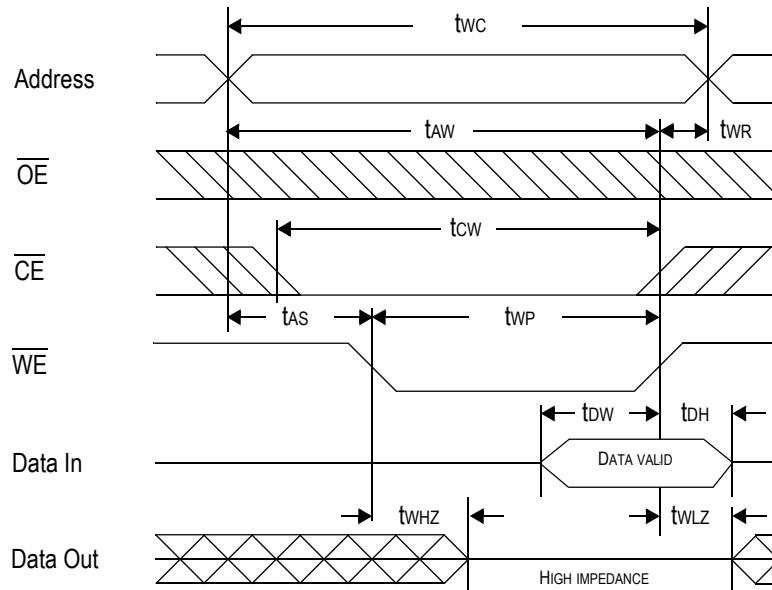 tWC
Address
tAW
tWR
OE
tCW
CE
tAS
tWP
WE
tDW
tDH
Data In
DATA VALID
tWHZ
tWLZ
Data Out
HIGH IMPEDANCE